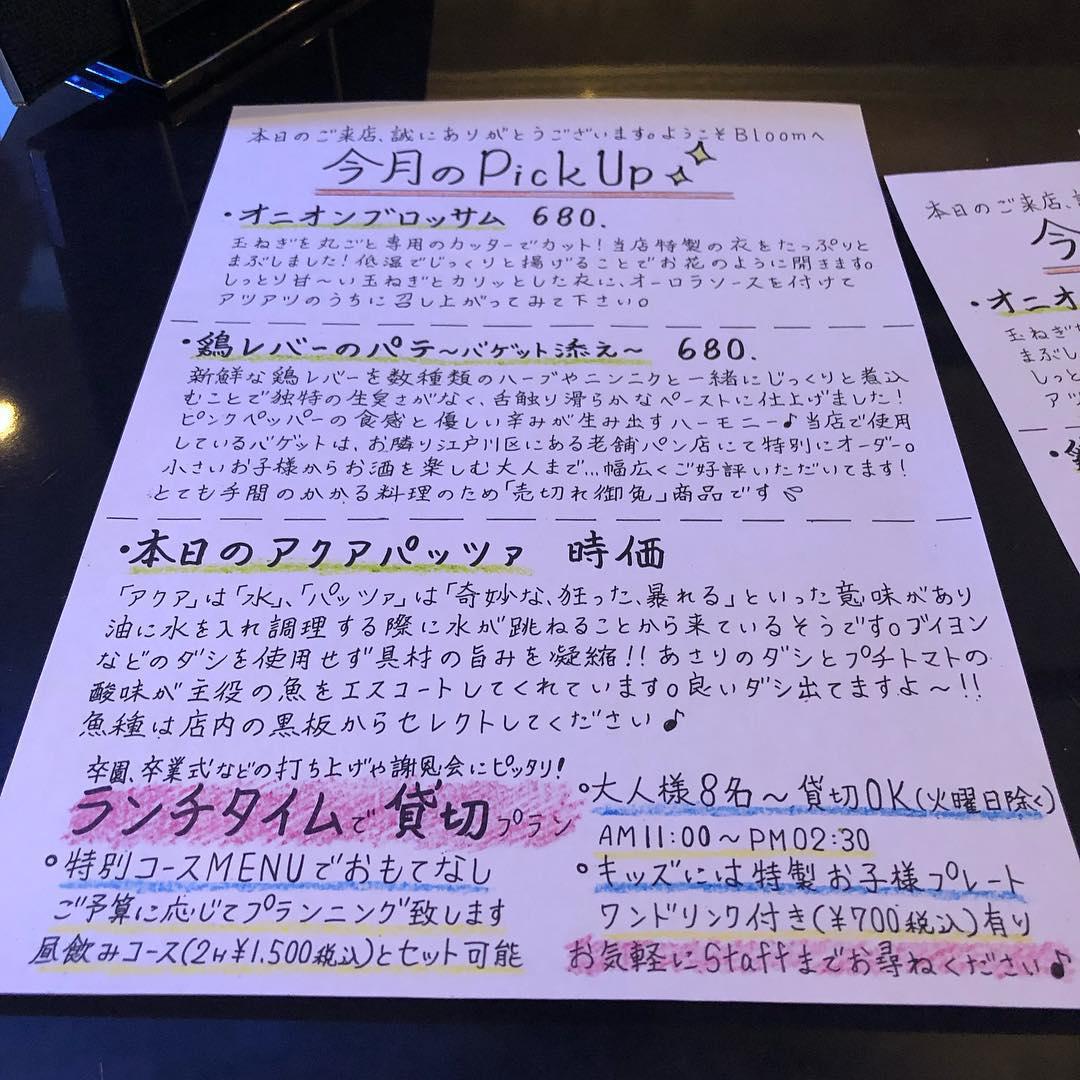 本日のご来店、誠にありがとうございます。ようこそBloomへ
今月のPick Up
・オニオンブロッサム 680.
玉ねぎを丸ごと専用のカッターでカット!当店特製の衣をたっぷりと
まぶしました!低温でじっくりと揚げることでお花のように開きます。
しっとり甘〜い玉ねぎとカリッとした衣に、オーロラソースを付けて
アツアツのうちに召し上がってみて下さい。
・鶏レバーのパテ〜バゲット添え〜 680.
新鮮な鶏レバーを数種類のハーブやニンニクと一緒にじっくりと煮込
むことで独特の生臭さがなく、舌触り滑らかなペーストに仕上げました!
ピンクペッパーの食感と優しい辛みが生み出すハーモニー♪当店で使用
しているバゲットは、お隣り江戸川区にある老舗パン店にて特別にオーダー。
小さいお子様からお酒を楽しむ大人まで...幅広くご好評いただいてます!
とても手間のかかる料理のため「売切れ御免」商品です
・本日のアクアパッツァ 時価
「アクア」は「水」、「パッツァ」は「奇妙な、狂った、暴れる」といった意味があり
油に水を入れ調理する際に水が跳ねることから来ているそうです。ブイヨン
などのダシを使用せず具材の旨みを凝縮!!あさりのダシとプチトマトの
酸味が主役の魚をエスコートしてくれています。良いダシ出てますよ〜!!
魚種は店内の黒板からセレクトしてください♪
卒園、卒業式などの打ち上げや謝恩会にピッタリ!
ランチタイムで貸切プラン
○特別コースMENUでおもてなし
ご予算に応じてプランニング致します
昼飲みコース(2H¥1.500税込)とセット可能
○大人様8名〜貸切OK(火曜日除く)
AM11:00〜PM02:30
○キッズには特製お子様プレート
ワンドリンク付き(¥700税込)有り
お気軽にStaffまでお尋ねください♪
本日のご来店、
今
・オニオ
玉ねぎ
まぶし
しっと
アツ